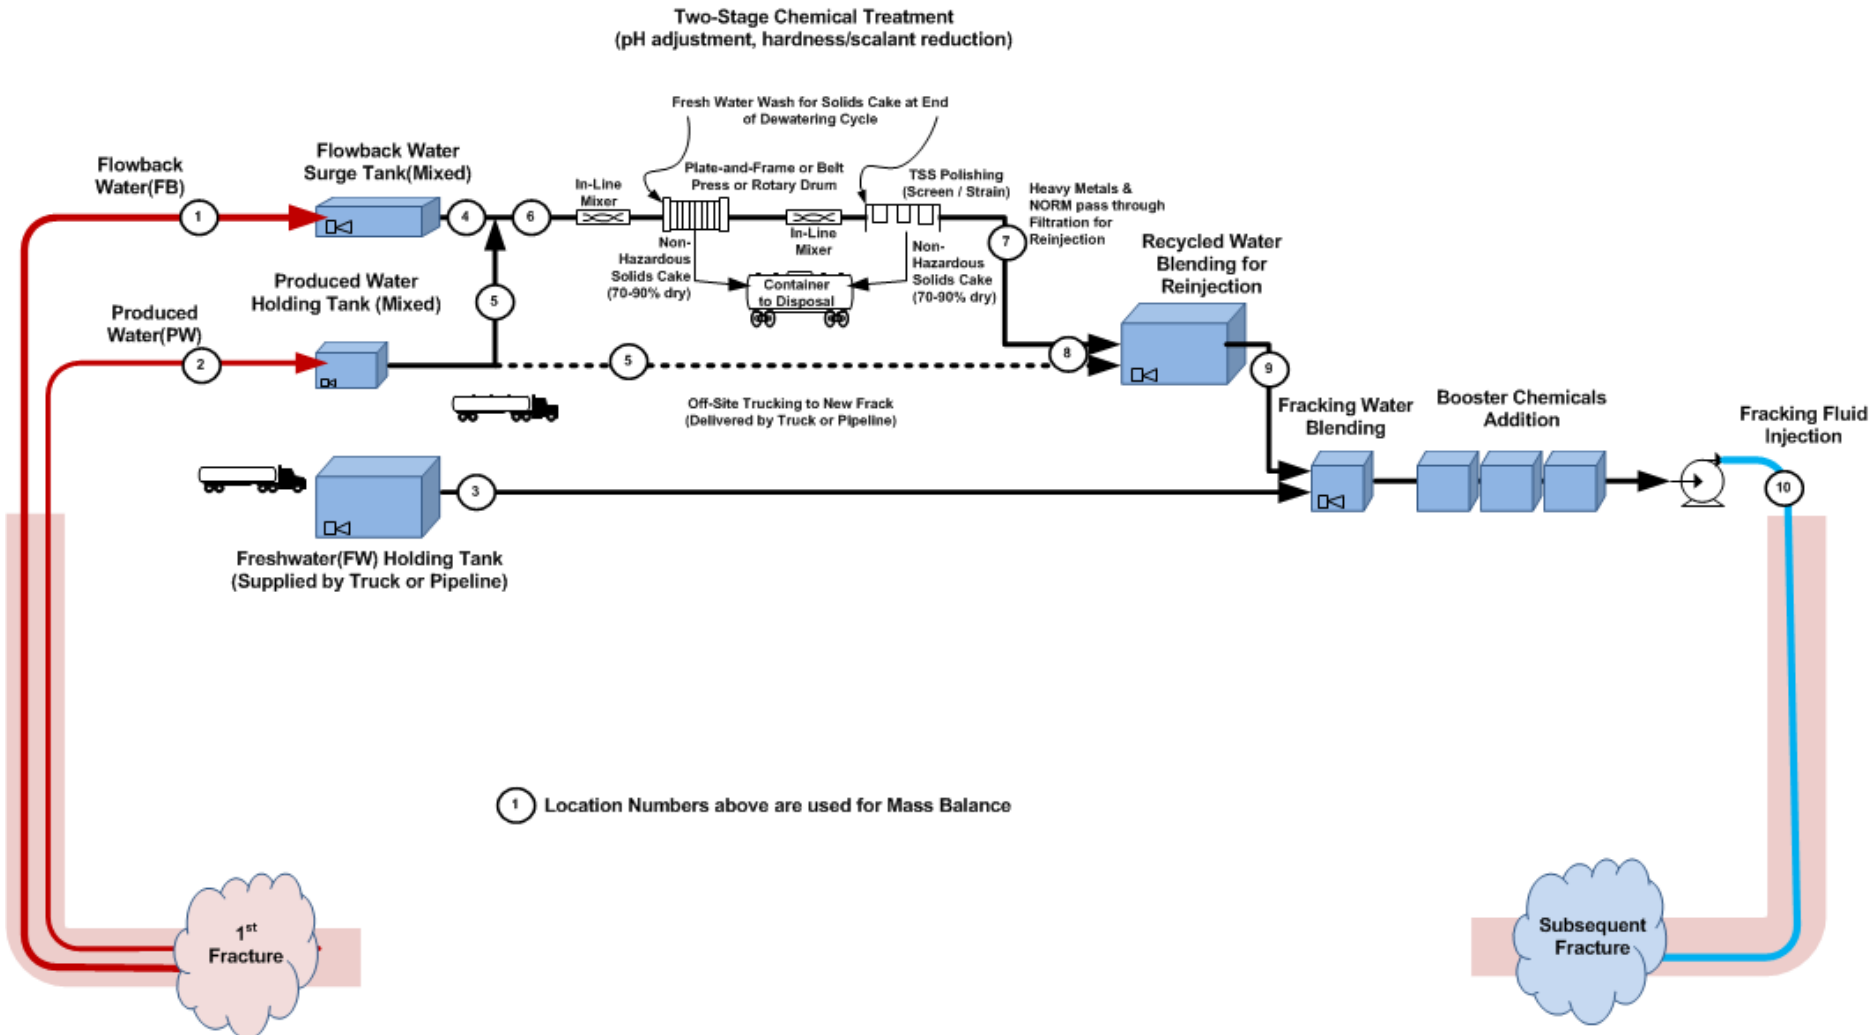 Two-Stage Chemical Treatment
(pH adjustment, hardness/scalant reduction)
Fresh Water Wash for Solids Cake at End
of Dewatering Cycle
Flowback
Water(FB)
1
Flowback Water
Surge Tank(Mixed)
4
6
In-Line
Mixer
Plate-and-Frame or Belt
Press or Rotary Drum
In-Line
Mixer
TSS Polishing
(Screen / Strain)
Heavy Metals &
NORM pass through
Filtration for
Reinjection
7
Non-
Hazardous
Solids Cake
(70-90% dry)
Container
to Disposal
Non-
Hazardous
Solids Cake
(70-90% dry)
Recycled Water
Blending for
Reinjection
Produced Water
Holding Tank (Mixed)
5
Produced
Water(PW)
2
5
8
9
Off-Site Trucking to New Frack
(Delivered by Truck or Pipeline)
Fracking Water
Blending
Booster Chemicals
Addition
Fracking Fluid
Injection
3
10
Freshwater(FW) Holding Tank
(Supplied by Truck or Pipeline)
1 Location Numbers above are used for Mass Balance
1st
Fracture
Subsequent
Fracture